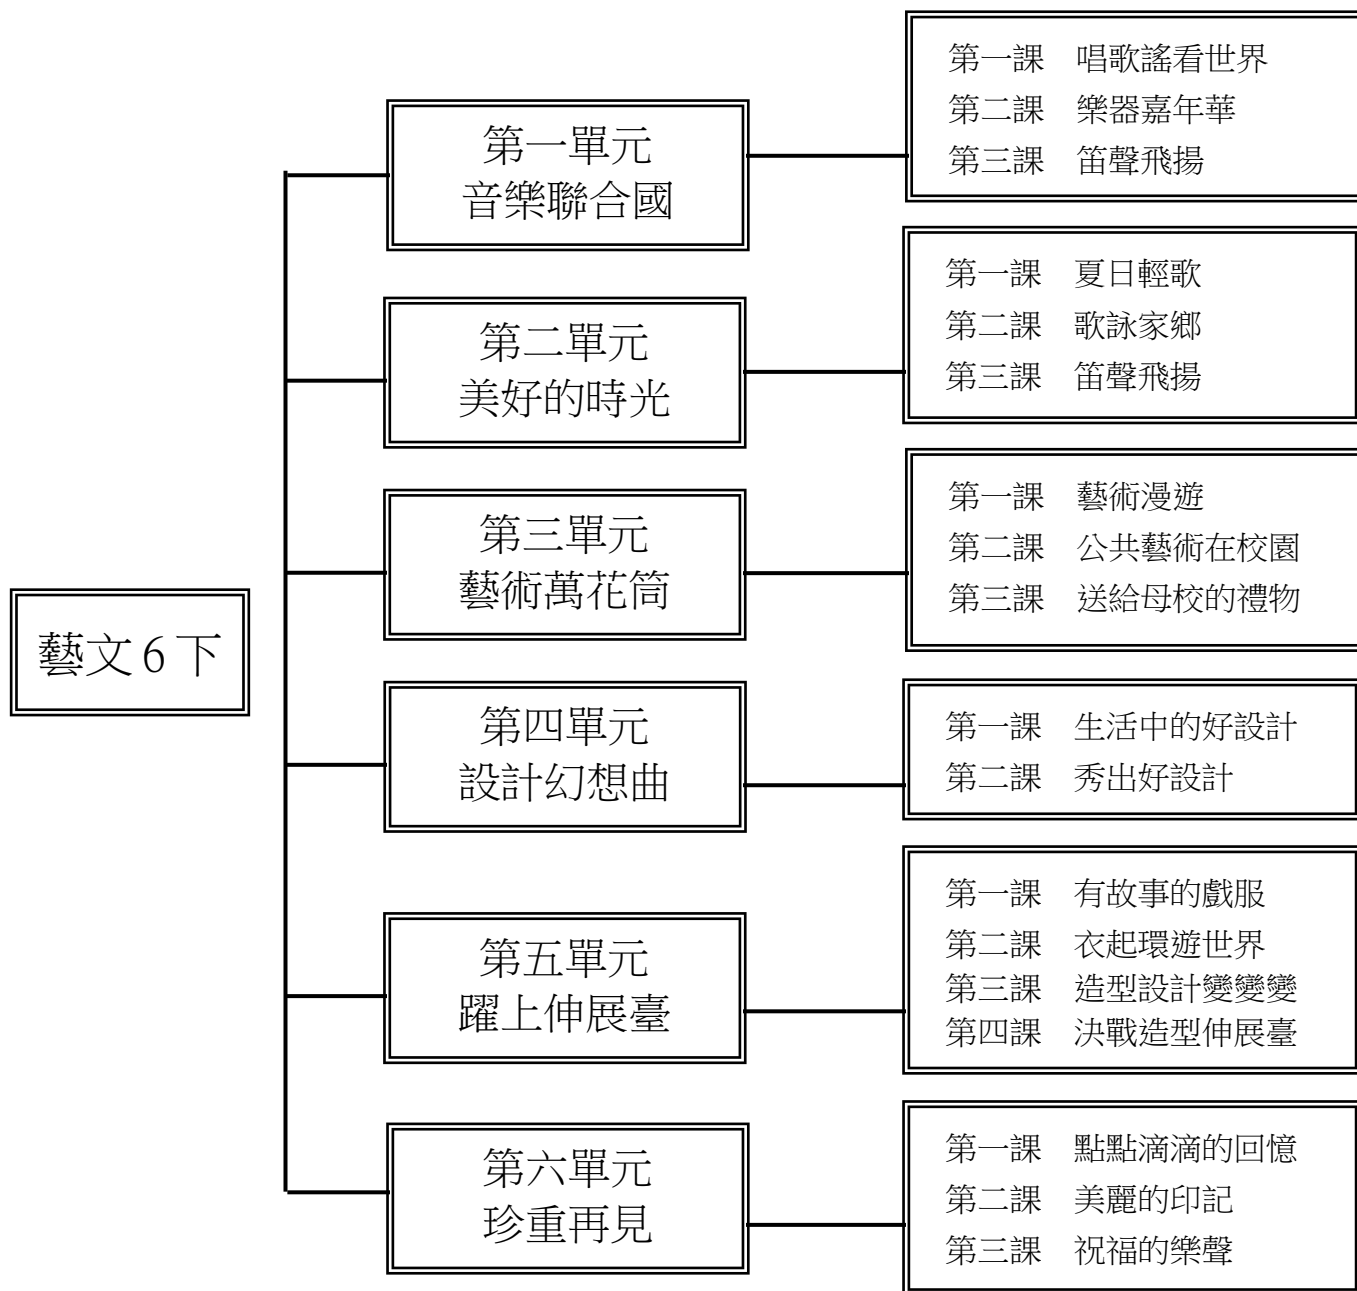 藝文6下
第一單元
音樂聯合國
第一課　唱歌謠看世界
第二課　樂器嘉年華
第三課　笛聲飛揚
第二單元
美好的時光
第一課　夏日輕歌
第二課　歌詠家鄉
第三課　笛聲飛揚
第三單元
藝術萬花筒
第一課　藝術漫遊
第二課　公共藝術在校園
第三課　送給母校的禮物
第四單元
設計幻想曲
第一課　生活中的好設計
第二課　秀出好設計
第五單元
躍上伸展臺
第一課　有故事的戲服
第二課　衣起環遊世界
第三課　造型設計變變變
第四課　決戰造型伸展臺
第六單元
珍重再見
第一課　點點滴滴的回憶
第二課　美麗的印記
第三課　祝福的樂聲